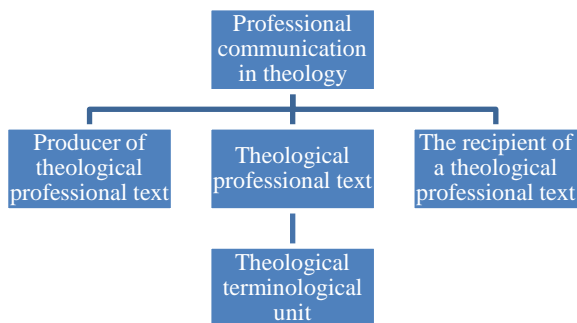 Professional
communication
in theology
Producer of
theological
professional text
Theological
professional text
The recipient of
a theological
professional text
Theological
terminological
unit